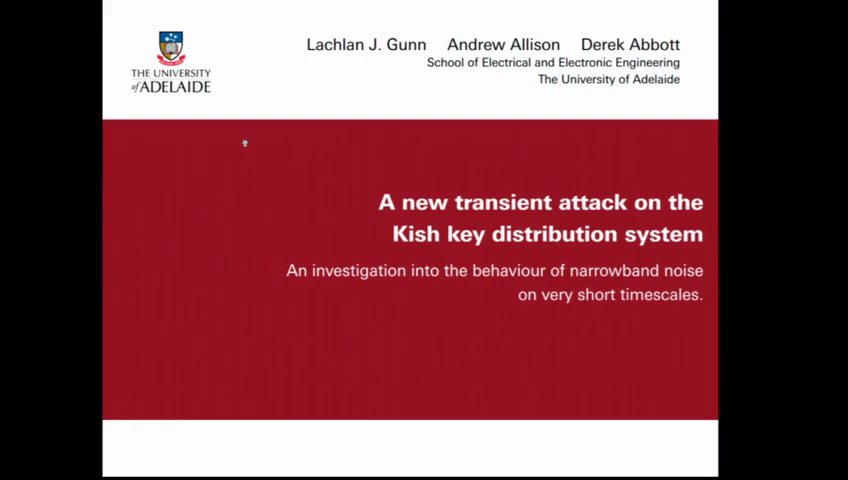 THE UNIVERSITY
of ADELAIDE
Lachlan J. Gunn Andrew Allison Derek Abbott
School of Electrical and Electronic Engineering
The University of Adelaide
A new transient attack on the
Kish key distribution system
An investigation into the behaviour of narrowband noise
on very short timescales.